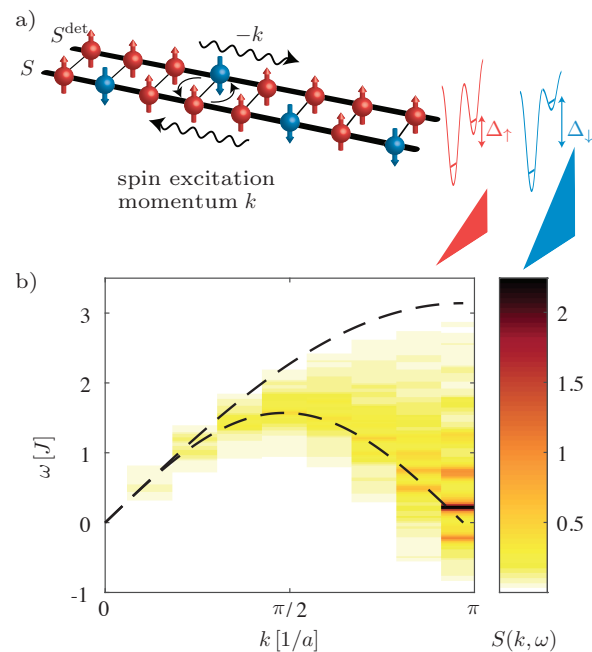 a)
S^det
S
−k
spin excitation
momentum k
Δ↑
Δ↓
b)
3
2
1
0
-1
ω [J]
0
π/2
π
k [1/a]
2
1.5
1
0.5
S(k, ω)